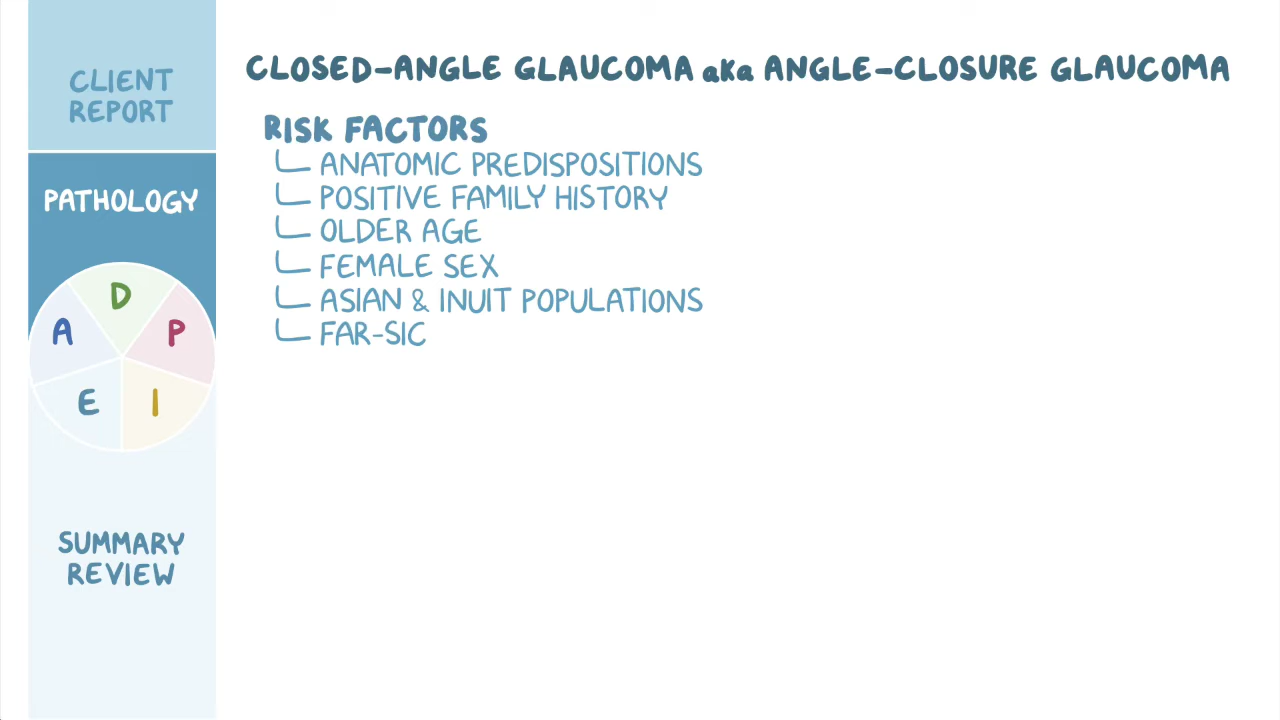 CLIENT
REPORT
PATHOLOGY
D
A
P
E
I
SUMMARY
REVIEW
CLOSED-ANGLE GLAUCOMA aka ANGLE-CLOSURE GLAUCOMA
RISK FACTORS
ANATOMIC PREDISPOSITIONS
POSITIVE FAMILY HISTORY
OLDER AGE
FEMALE SEX
ASIAN & INUIT POPULATIONS
FAR-SIC